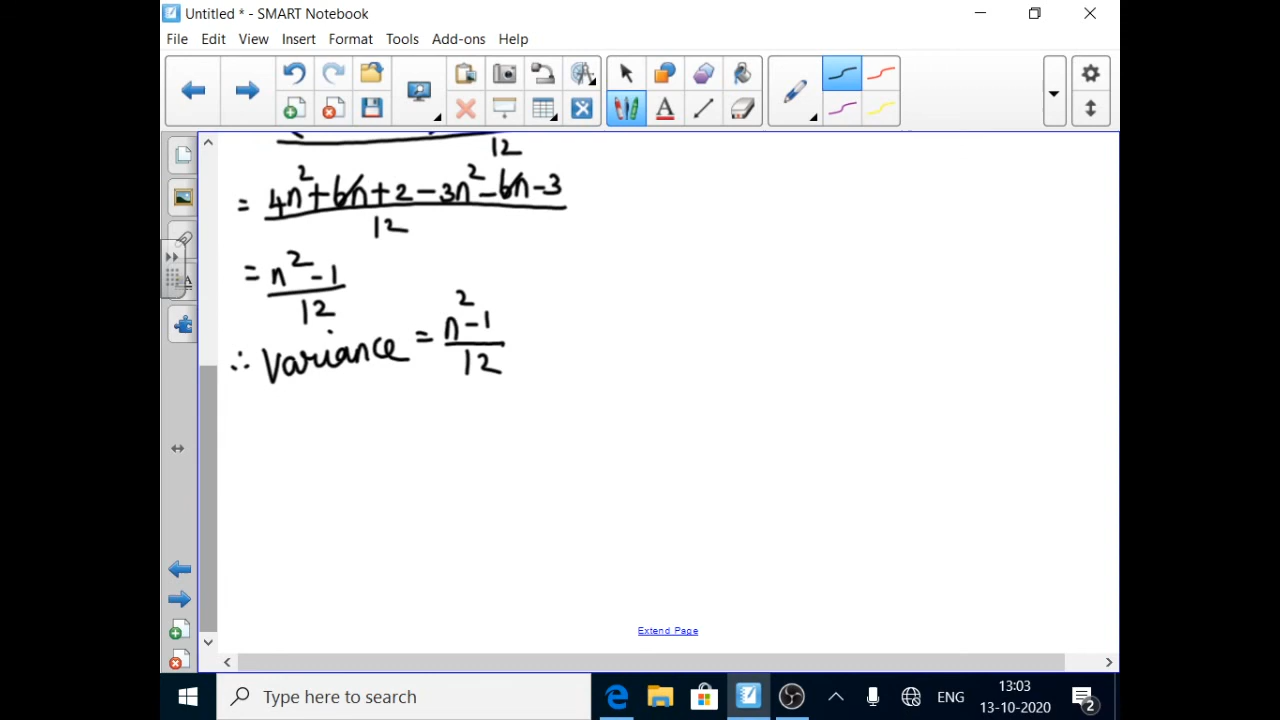 Untitled * - SMART Notebook
File Edit View Insert Format Tools Add-ons Help
12
= 4n²+6n+2-3n²-6n-3
12
= n²-1
12
∴ Variance = n²-1
12
Extend Page
Type here to search
ENG
13:03
13-10-2020
2